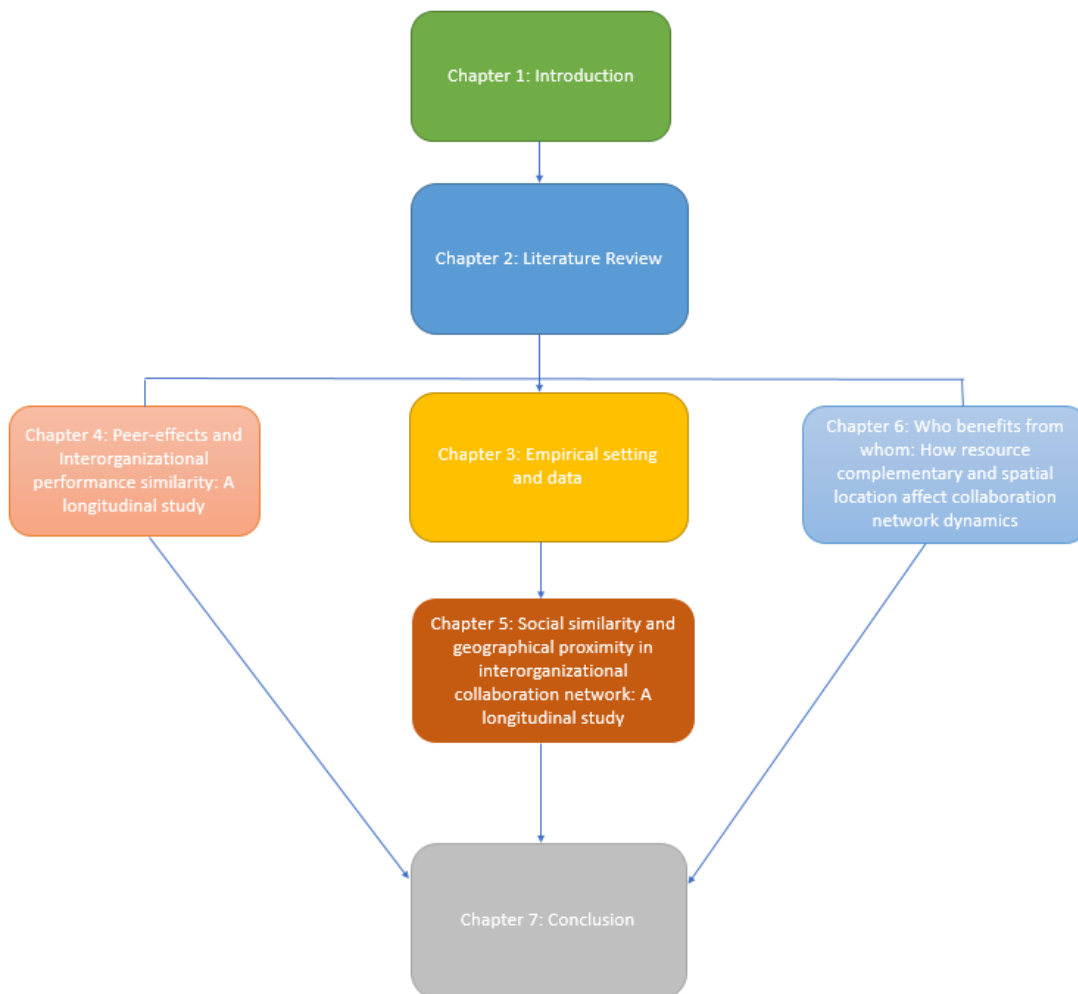 Chapter 1: Introduction
Chapter 2: Literature Review
Chapter 4: Peer-effects and
Interorganizational
performance similarity: A
longitudinal study
Chapter 3: Empirical setting
and data
Chapter 6: Who benefits from
whom: How resource
complementary and spatial
location affect collaboration
network dynamics
Chapter 5: Social similarity and
geographical proximity in
interorganizational
collaboration network: A
longitudinal study
Chapter 7: Conclusion